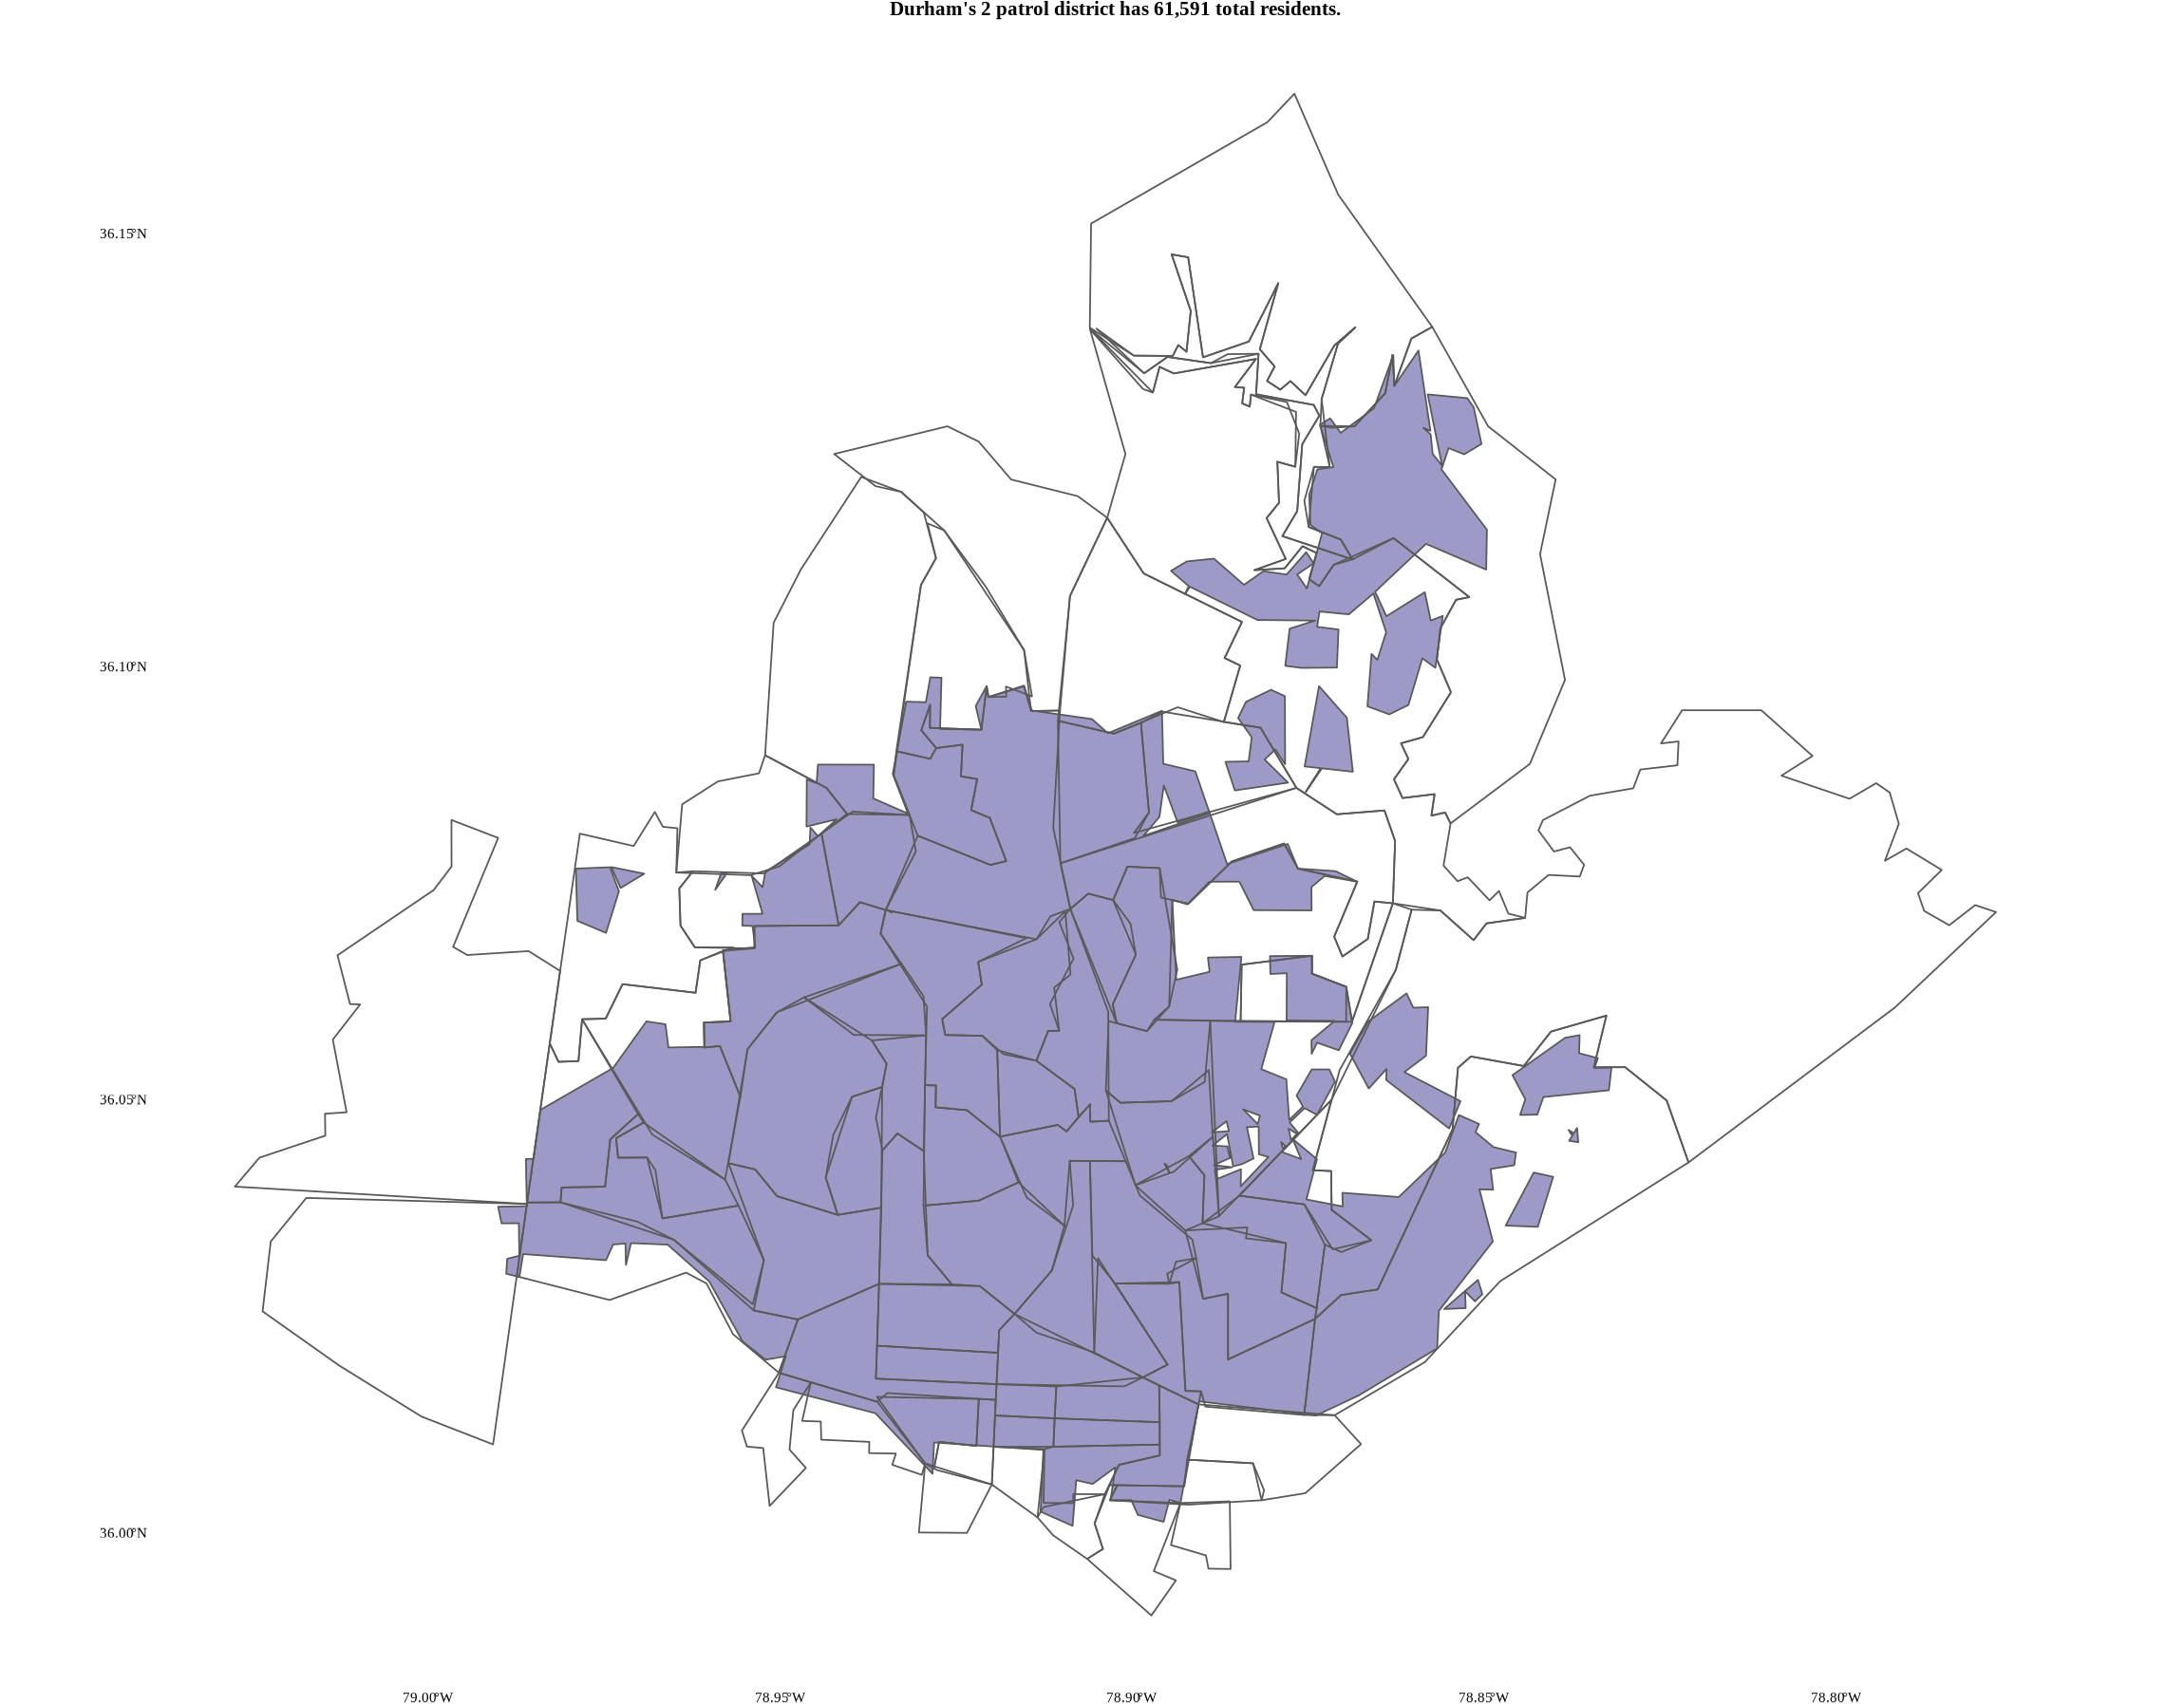 Durham's 2 patrol district has 61,591 total residents.
36.15°N
36.10°N
36.05°N
36.00°N
79.00°W 78.95°W 78.90°W 78.85°W 78.80°W